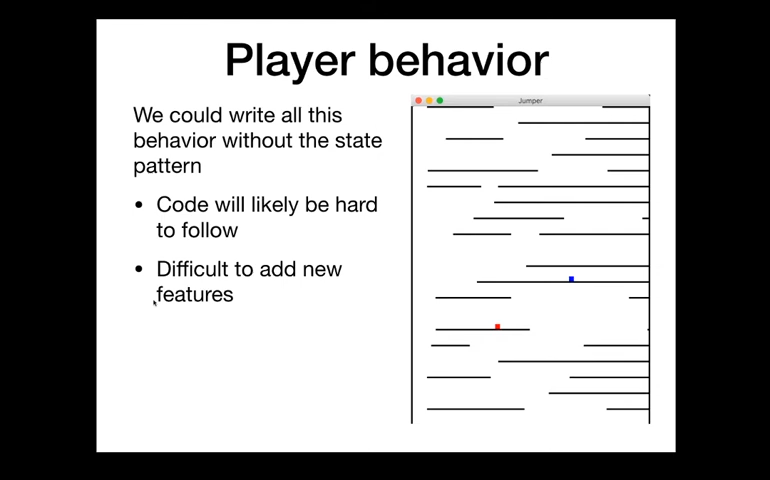 Player behavior
We could write all this
behavior without the state
pattern
• Code will likely be hard
to follow
• Difficult to add new
features
Jumper